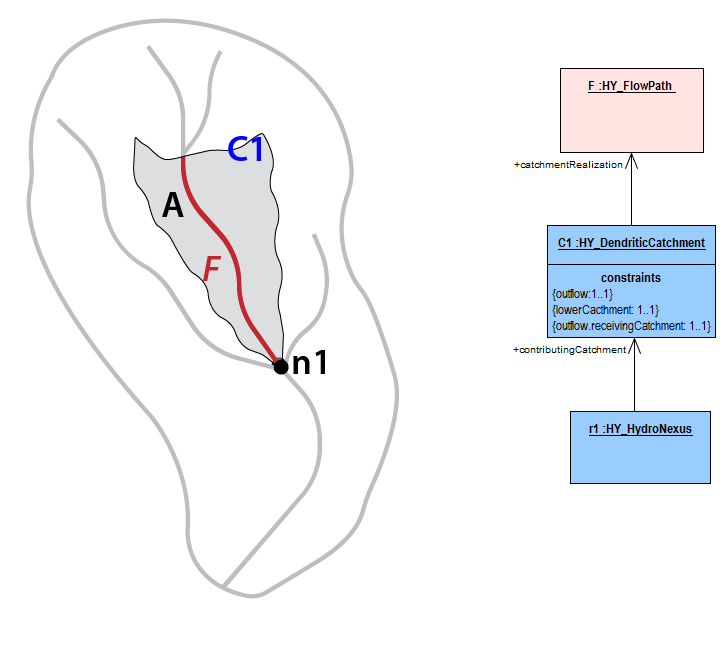 C1
A
F
n1
F :HY_FlowPath
+catchmentRealization
C1 :HY_DendriticCatchment
constraints
{outflow:1..1}
{lowerCacthment: 1..1}
{outflow.receivingCatchment: 1..1}
+contributingCatchment
r1 :HY_HydroNexus